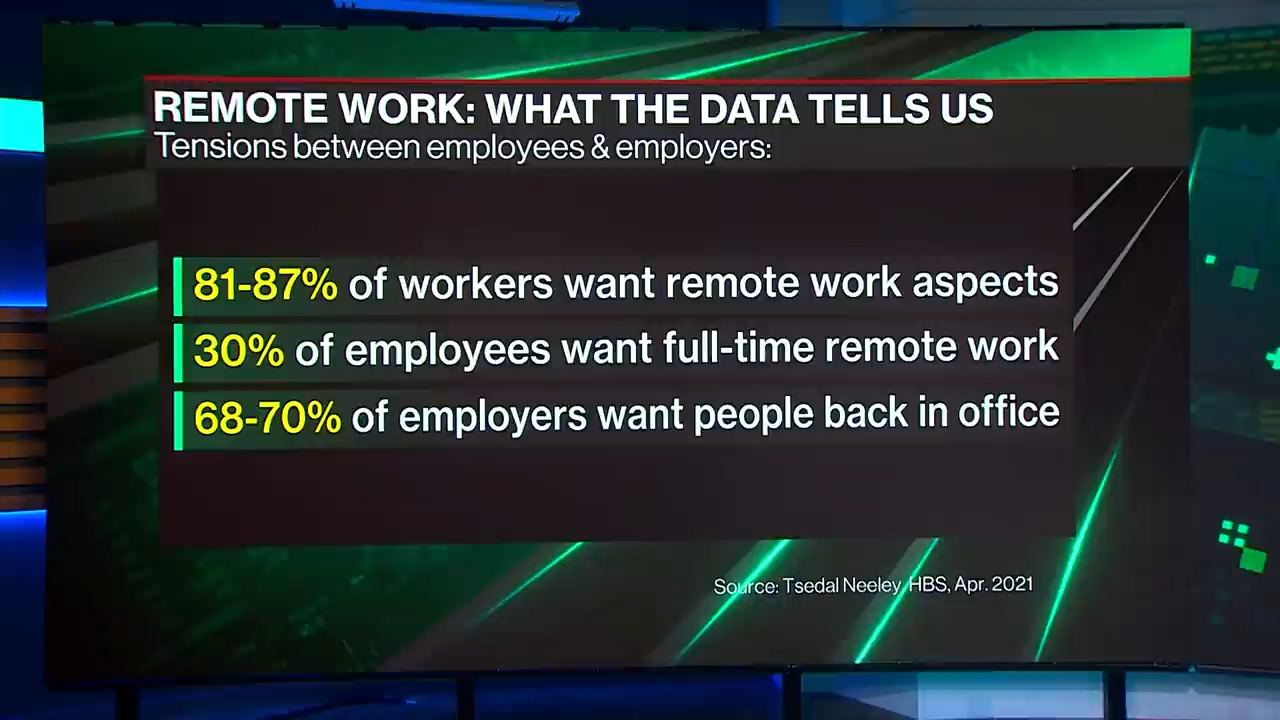 REMOTE WORK: WHAT THE DATA TELLS US
Tensions between employees & employers:
81-87% of workers want remote work aspects
30% of employees want full-time remote work
68-70% of employers want people back in office
Source: Tsedal Neeley, HBS, Apr. 2021